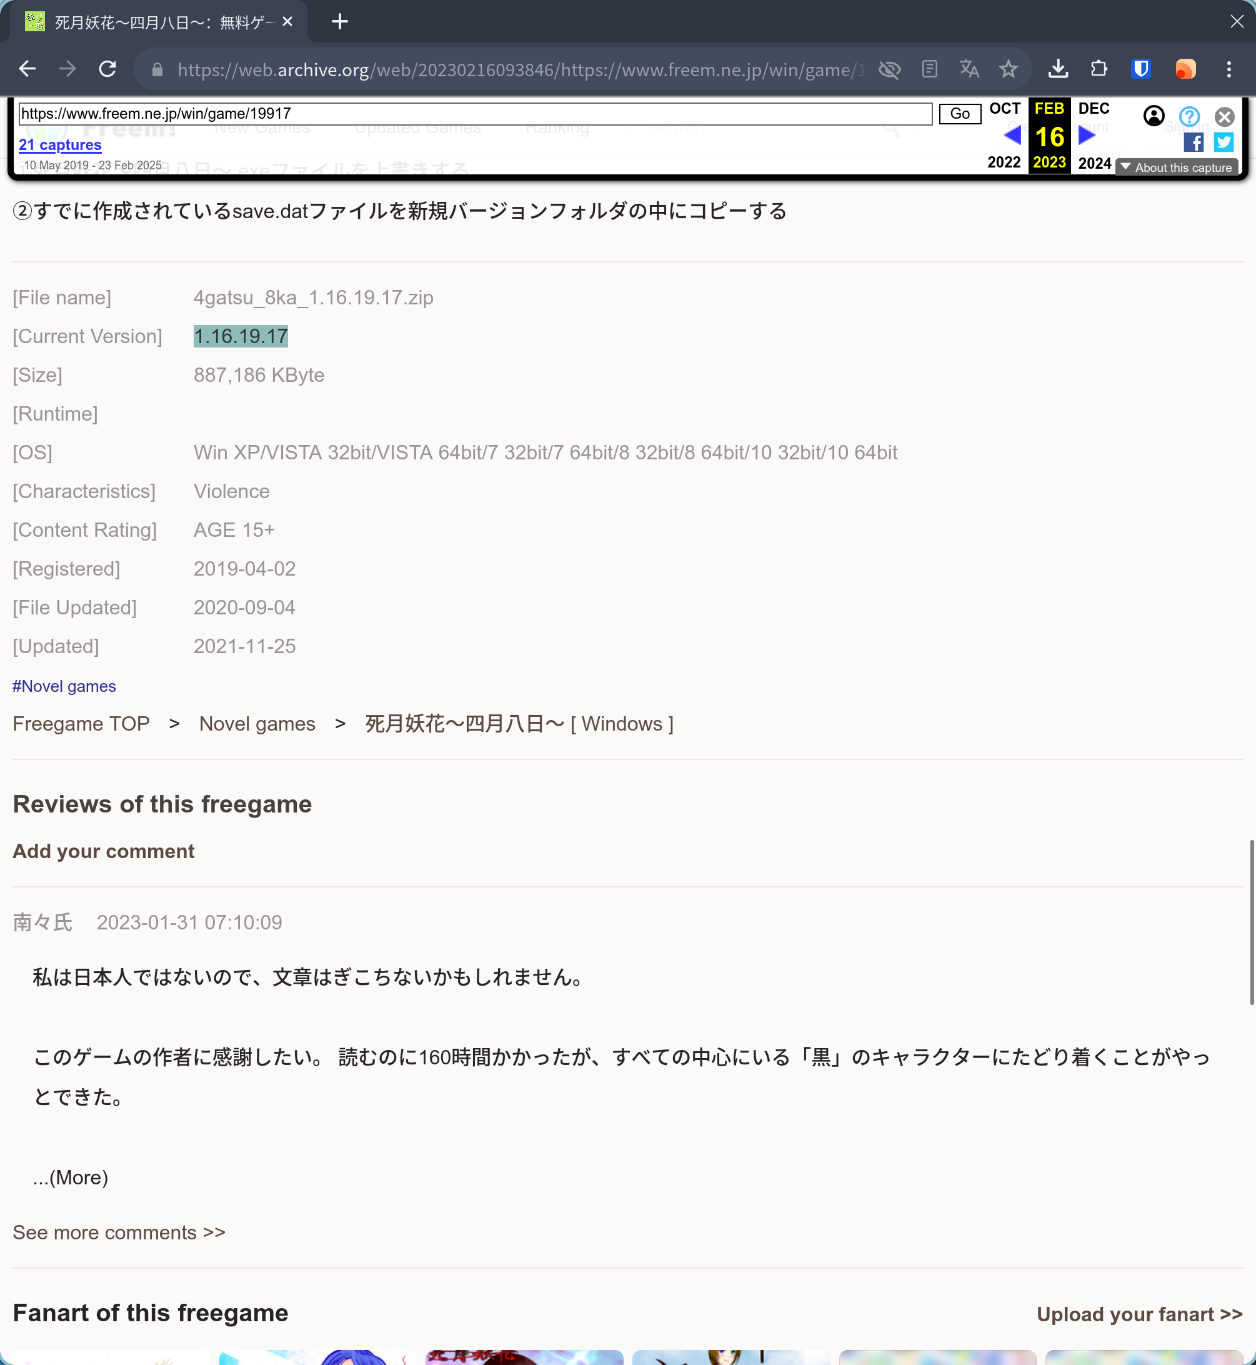 死月妖花～四月八日～：無料ゲー
https://web.archive.org/web/20230216093846/https://www.freem.ne.jp/win/game/1
https://www.freem.ne.jp/win/game/19917
Go
OCT FEB DEC
16
2022 2023 2024
21 captures
10 May 2019 - 23 Feb 2025
About this capture
New Games Updated Games Ranking
②すでに作成されているsave.datファイルを新規バージョンフォルダの中にコピーする
[File name] 4gatsu_8ka_1.16.19.17.zip
[Current Version] 1.16.19.17
[Size] 887,186 KByte
[Runtime]
[OS] Win XP/VISTA 32bit/VISTA 64bit/7 32bit/7 64bit/8 32bit/8 64bit/10 32bit/10 64bit
[Characteristics] Violence
[Content Rating] AGE 15+
[Registered] 2019-04-02
[File Updated] 2020-09-04
[Updated] 2021-11-25
#Novel games
Freegame TOP > Novel games > 死月妖花～四月八日～ [ Windows ]
Reviews of this freegame
Add your comment
南々氏 2023-01-31 07:10:09
私は日本人ではないので、文章はぎこちないかもしれません。
このゲームの作者に感謝したい。 読むのに160時間かかったが、すべての中心にいる「黒」のキャラクターにたどり着くことがやっ
とできた。
...(More)
See more comments >>
Fanart of this freegame
Upload your fanart >>